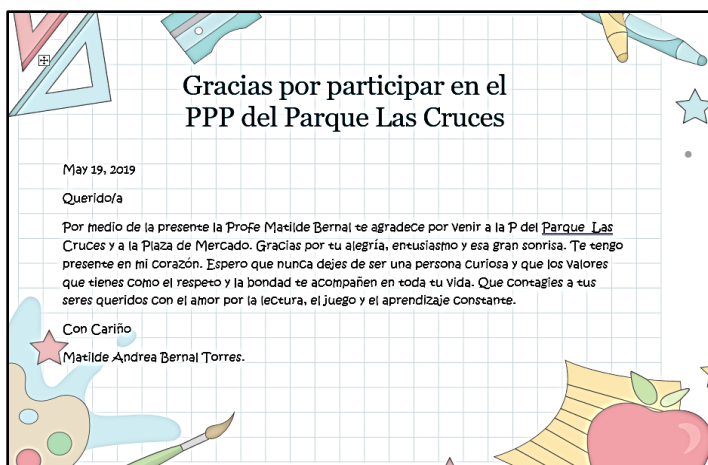 Gracias por participar en el
PPP del Parque Las Cruces
May 19, 2019
Querido/a
Por medio de la presente la Profe Matilde Bernal te agradece por venir a la P del Parque Las
Cruces y a la Plaza de Mercado. Gracias por tu alegría, entusiasmo y esa gran sonrisa. Te tengo
presente en mi corazón. Espero que nunca dejes de ser una persona curiosa y que los valores
que tienes como el respeto y la bondad te acompañen en toda tu vida. Que contagies a tus
seres queridos con el amor por la lectura, el juego y el aprendizaje constante.
Con Cariño
Matilde Andrea Bernal Torres.